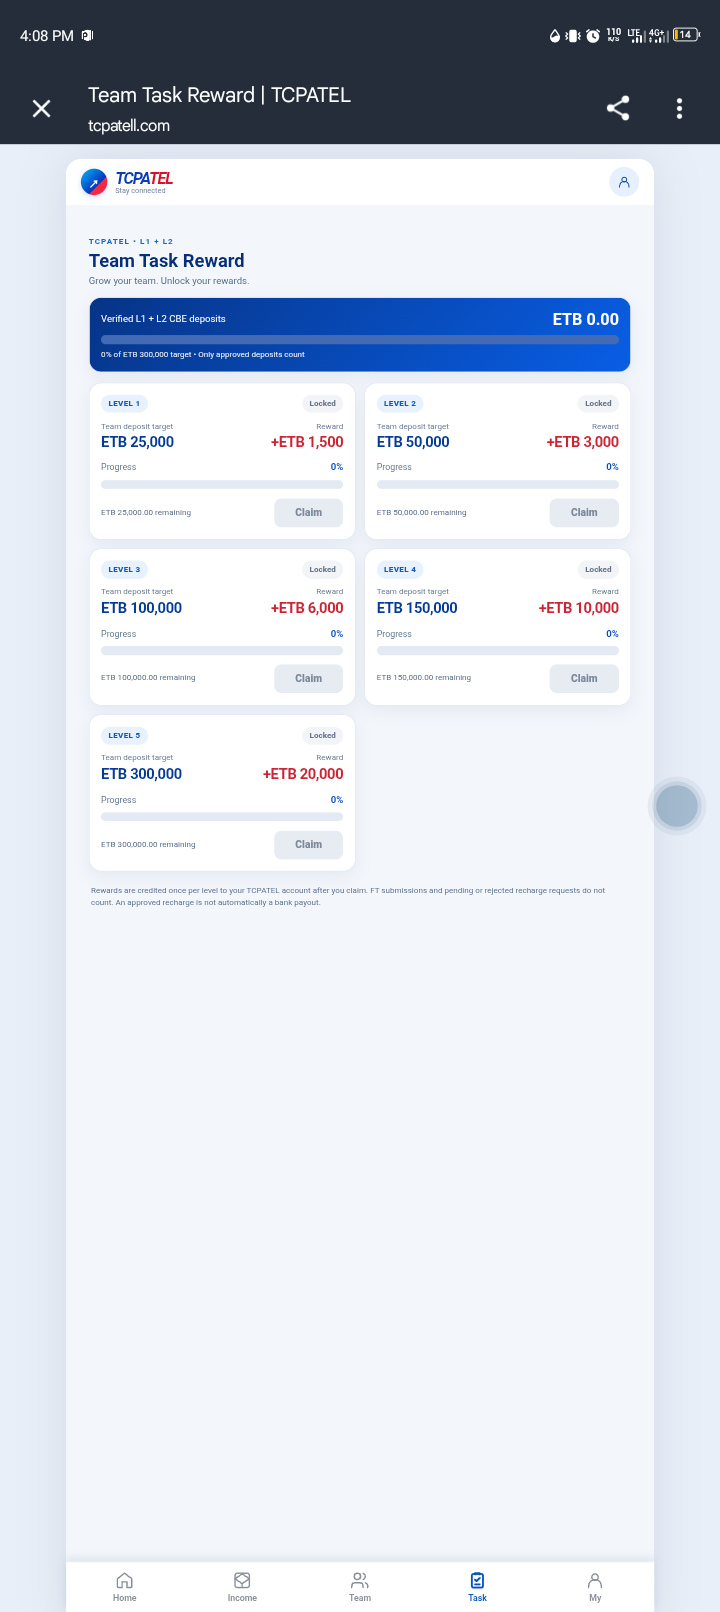 4:08 PM
110 K/S LTE 4G+ 14
Team Task Reward | TCPATEL
tcpatell.com
TCPATEL
Stay connected
TCPATEL • L1 + L2
Team Task Reward
Grow your team. Unlock your rewards.
Verified L1 + L2 CBE deposits ETB 0.00
0% of ETB 300,000 target • Only approved deposits count
LEVEL 1 Locked
Team deposit target Reward
ETB 25,000 +ETB 1,500
Progress 0%
ETB 25,000.00 remaining Claim
LEVEL 2 Locked
Team deposit target Reward
ETB 50,000 +ETB 3,000
Progress 0%
ETB 50,000.00 remaining Claim
LEVEL 3 Locked
Team deposit target Reward
ETB 100,000 +ETB 6,000
Progress 0%
ETB 100,000.00 remaining Claim
LEVEL 4 Locked
Team deposit target Reward
ETB 150,000 +ETB 10,000
Progress 0%
ETB 150,000.00 remaining Claim
LEVEL 5 Locked
Team deposit target Reward
ETB 300,000 +ETB 20,000
Progress 0%
ETB 300,000.00 remaining Claim
Rewards are credited once per level to your TCPATEL account after you claim. FT submissions and pending or rejected recharge requests do not
count. An approved recharge is not automatically a bank payout.
Home Income Team Task My